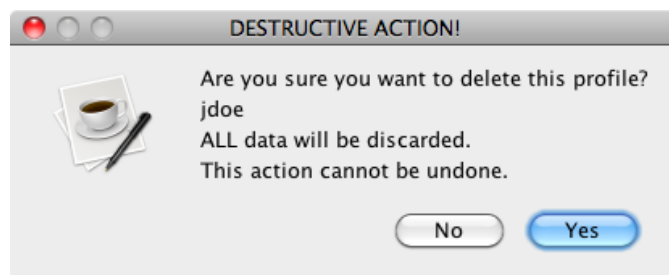 DESTRUCTIVE ACTION!
Are you sure you want to delete this profile?
jdoe
ALL data will be discarded.
This action cannot be undone.
No
Yes